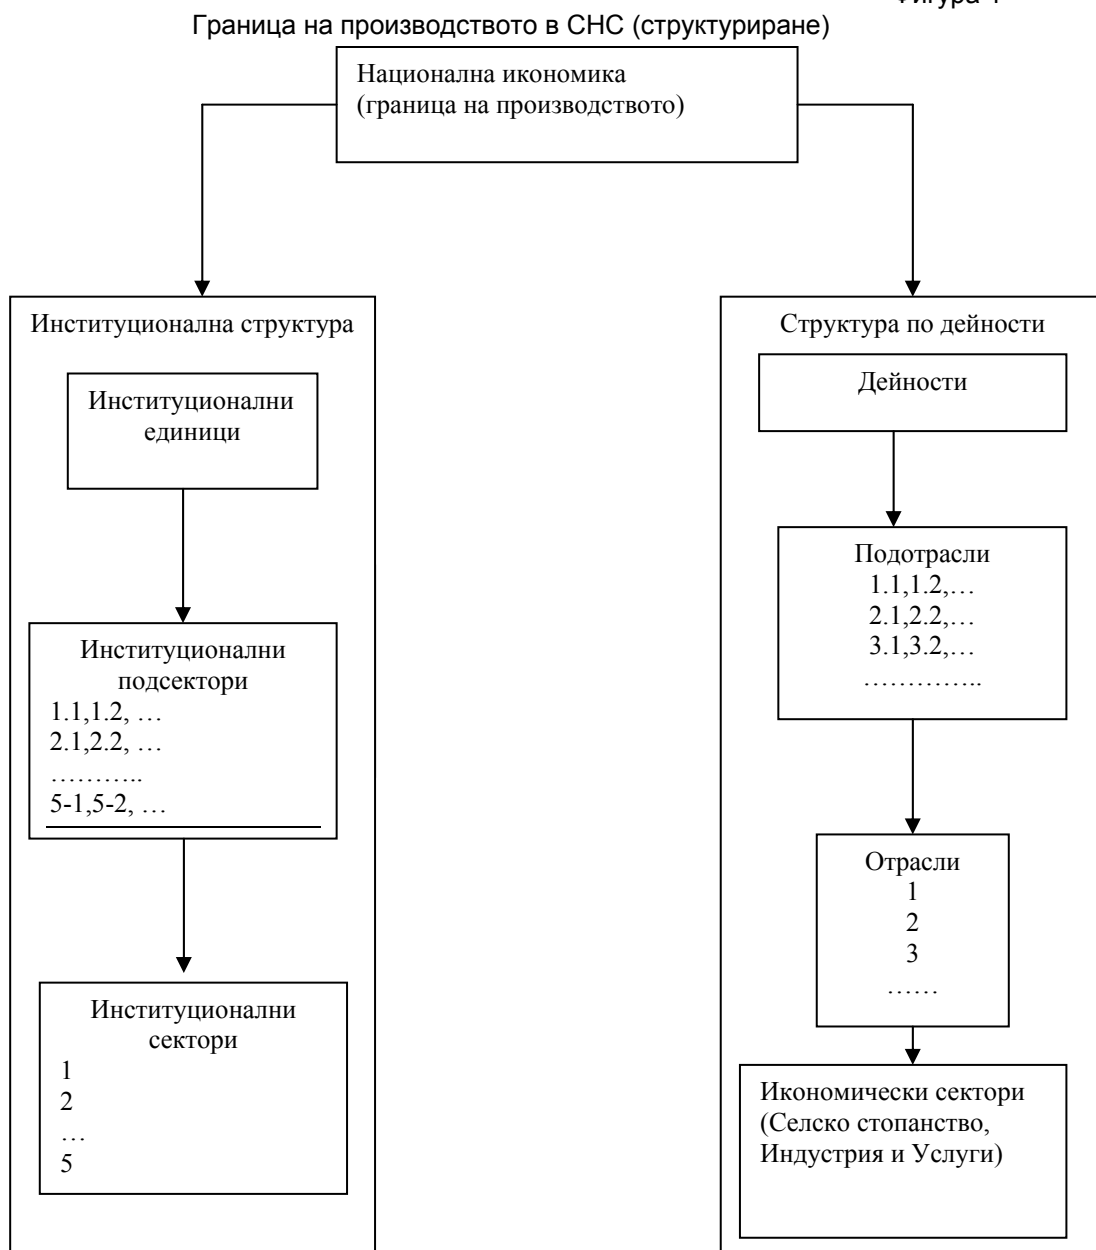 Граница на производството в СНС (структуриране)
Национална икономика
(граница на производството)
Институционална структура
Институционални
единици
Институционални
подсектори
1.1,1.2, …
2.1,2.2, …
………..
5-1,5-2, …
Институционални
сектори
1
2
…
5
Структура по дейности
Дейности
Подотрасли
1.1,1.2,…
2.1,2.2,…
3.1,3.2,…
…………..
Отрасли
1
2
3
……
Икономически сектори
(Селско стопанство,
Индустрия и Услуги)